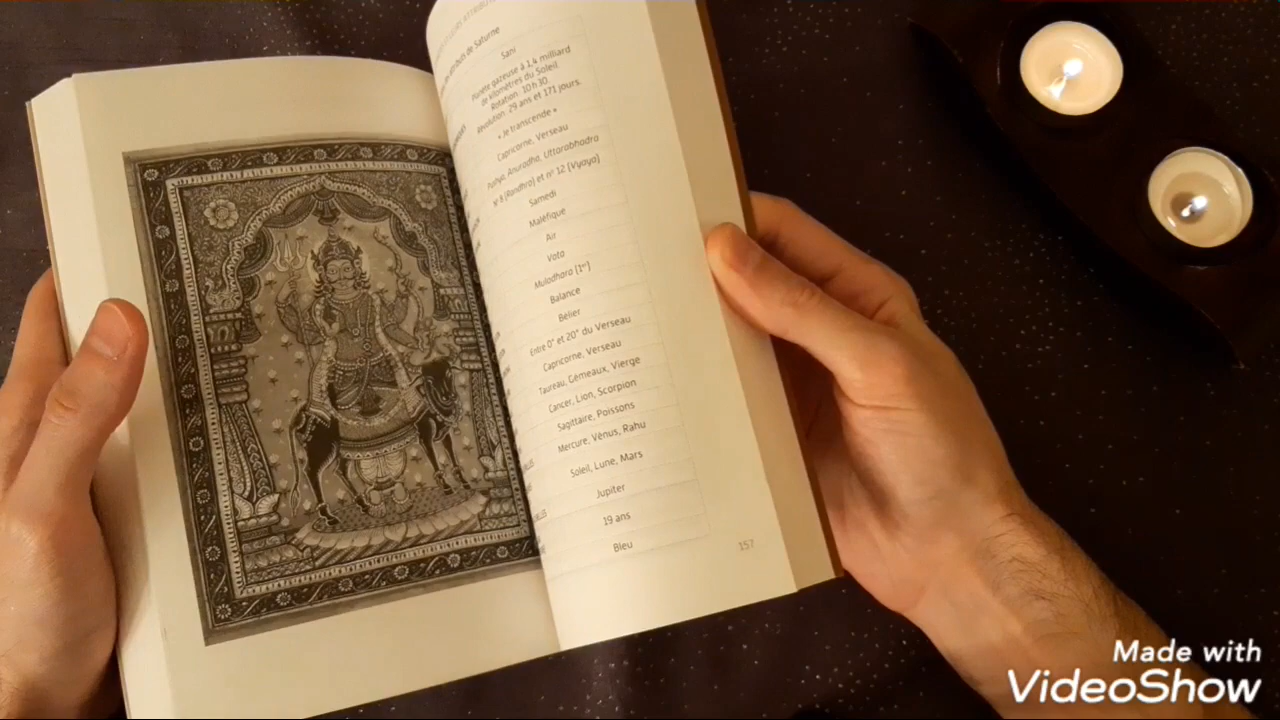 attributs de Saturne
Sani
Planète gazeuse à 1,4 milliard
de kilomètres du Soleil.
Rotation : 10 h 30.
Révolution : 29 ans et 171 jours.
« Je transcende »
Capricorne, Verseau
Pushya, Anuradha, Uttarabhadra
n° 8 (Randhra) et n° 12 (Vyaya)
Samedi
Maléfique
Air
Vata
Muladhara (1er)
Balance
Bélier
Entre 0° et 20° du Verseau
Capricorne, Verseau
Taureau, Gémeaux, Vierge
Cancer, Lion, Scorpion
Sagittaire, Poissons
Mercure, Vénus, Rahu
Soleil, Lune, Mars
Jupiter
19 ans
Bleu
157
Made with
VideoShow